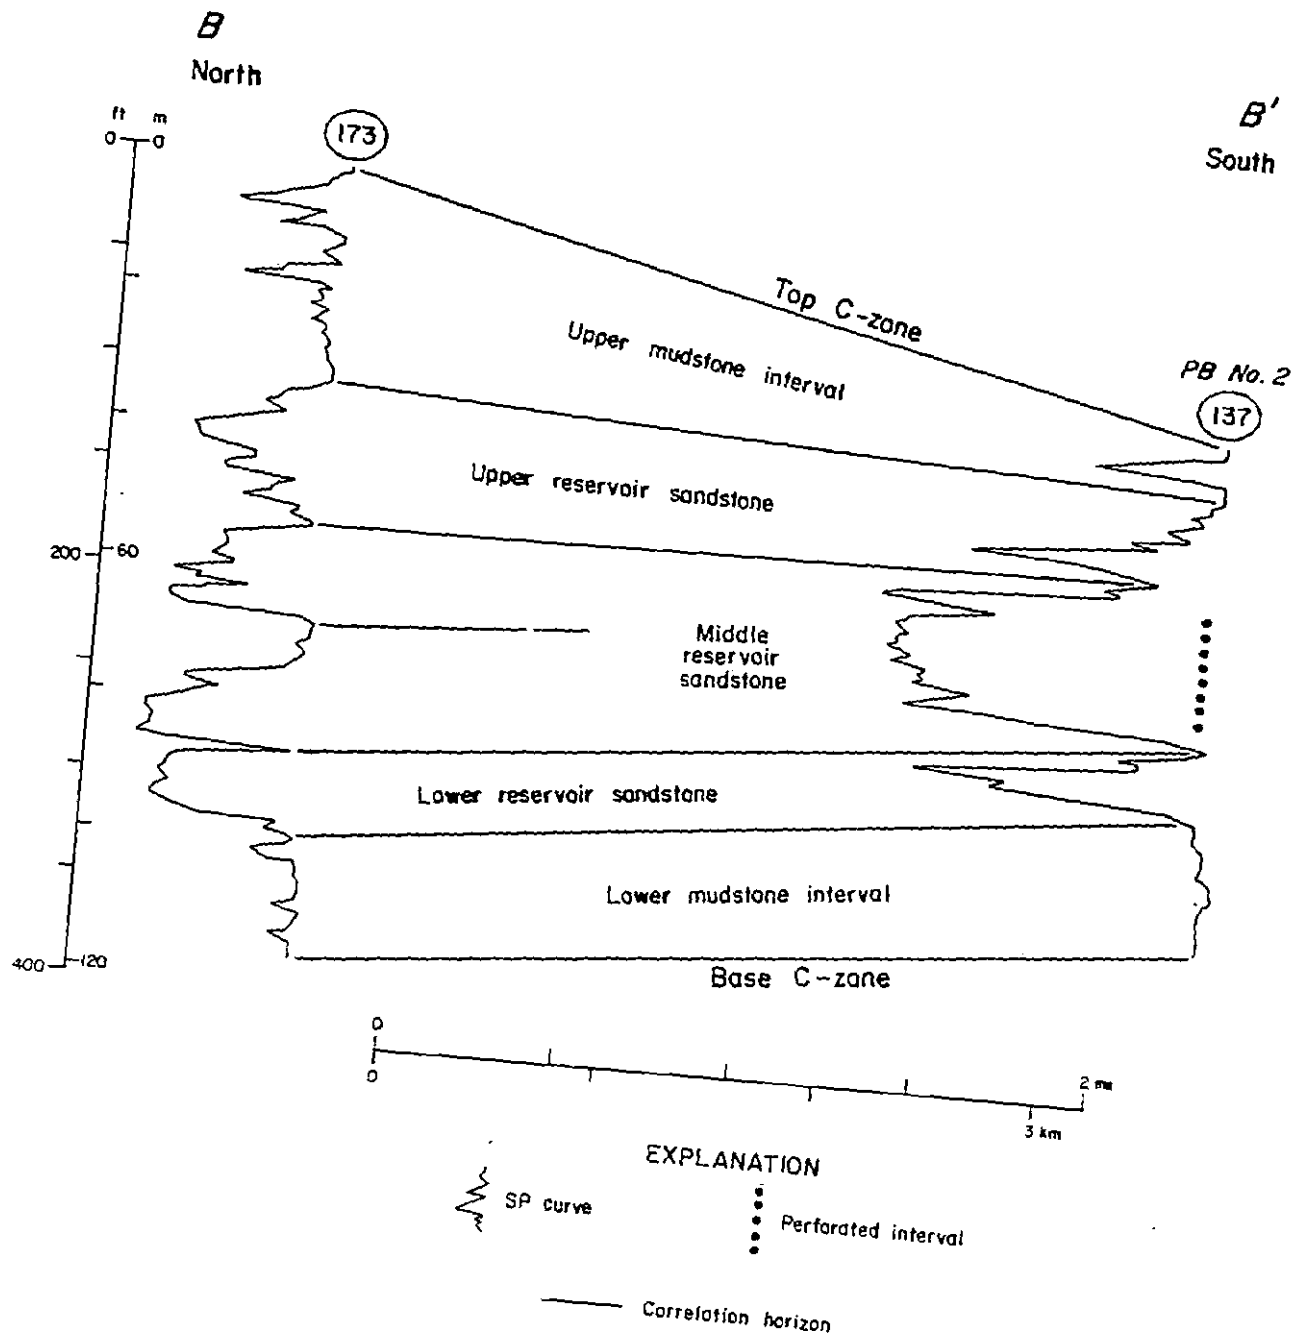 B
North
B'
South
ft m
0 0
173
Top C-zone
Upper mudstone interval
PB No. 2
137
Upper reservoir sandstone
200 60
Middle
reservoir
sandstone
Lower reservoir sandstone
Lower mudstone interval
400 120
Base C-zone
0
2 mi
0
3 km
EXPLANATION
SP curve
Perforated interval
Correlation horizon